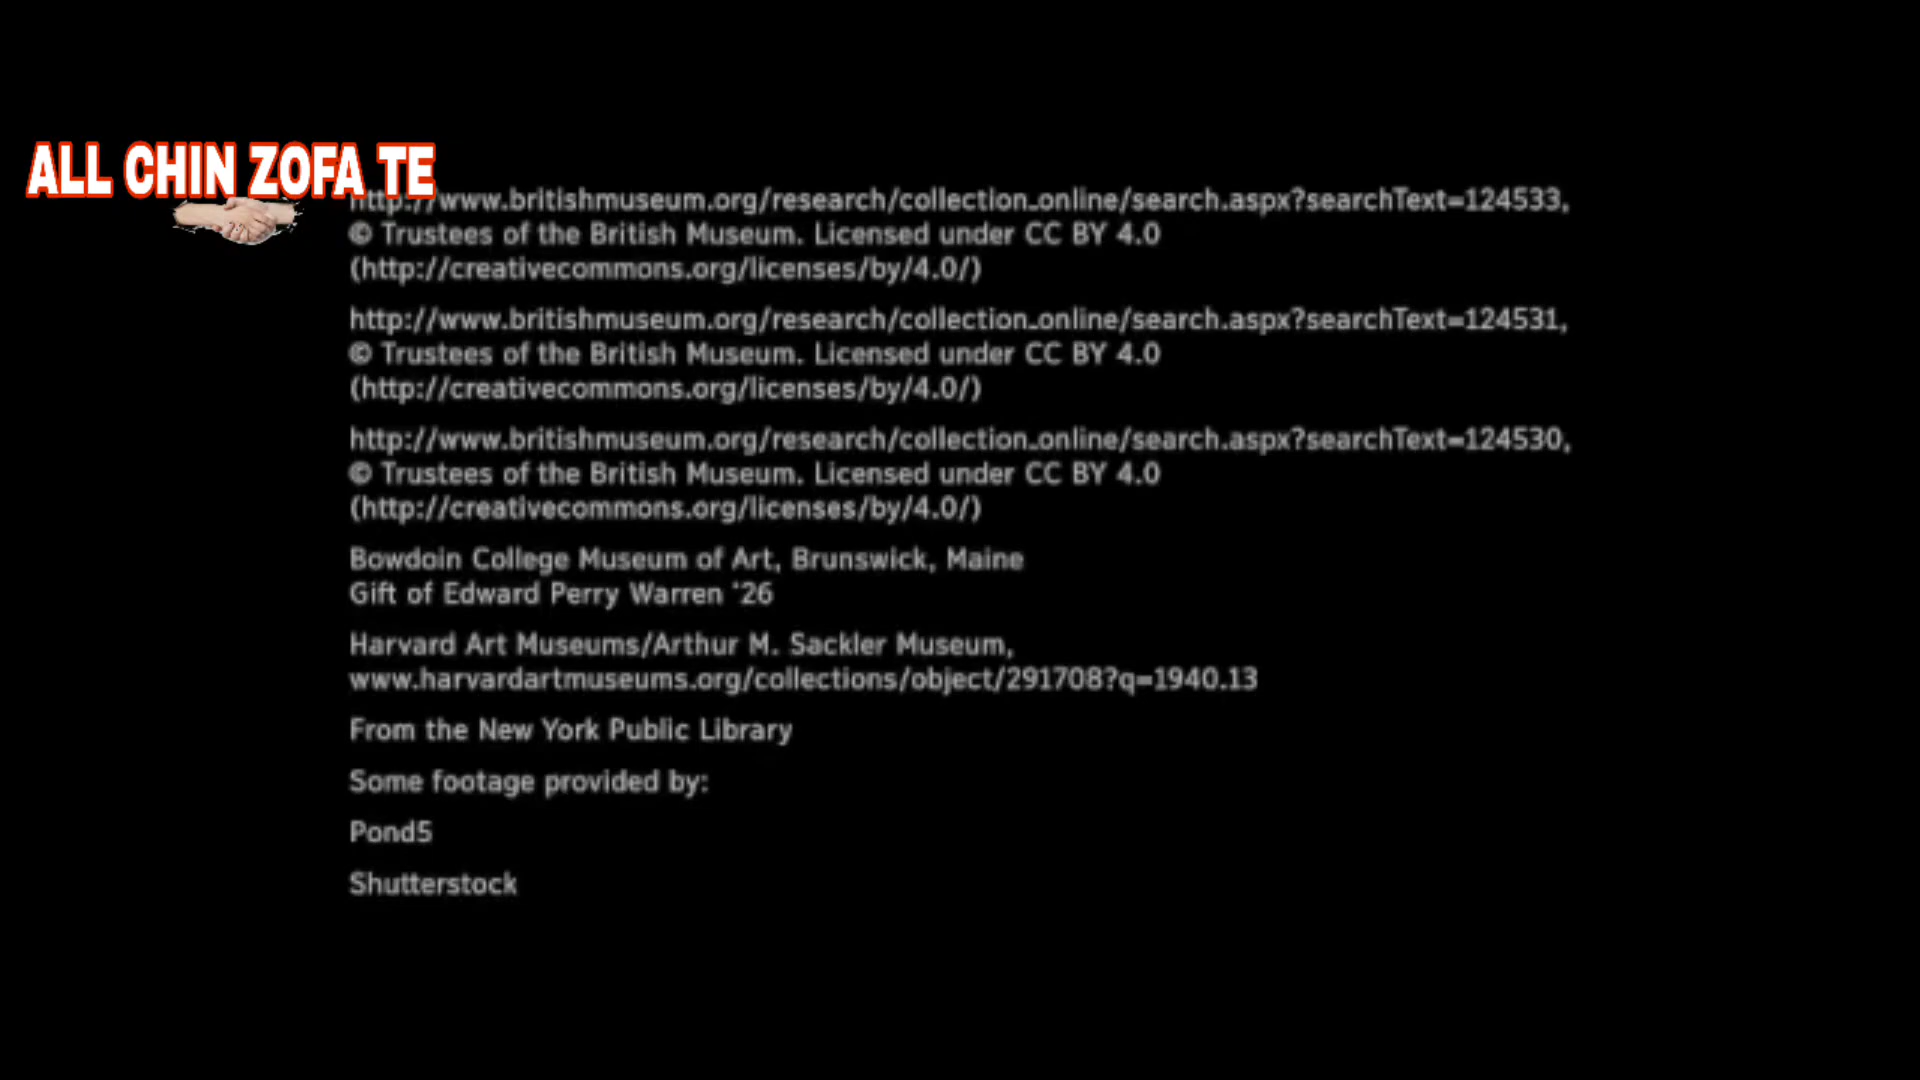 ALL CHIN ZOFA TE
http://www.britishmuseum.org/research/collection_online/search.aspx?searchText=124533,
© Trustees of the British Museum. Licensed under CC BY 4.0
(http://creativecommons.org/licenses/by/4.0/)
http://www.britishmuseum.org/research/collection_online/search.aspx?searchText=124531,
© Trustees of the British Museum. Licensed under CC BY 4.0
(http://creativecommons.org/licenses/by/4.0/)
http://www.britishmuseum.org/research/collection_online/search.aspx?searchText=124530,
© Trustees of the British Museum. Licensed under CC BY 4.0
(http://creativecommons.org/licenses/by/4.0/)
Bowdoin College Museum of Art, Brunswick, Maine
Gift of Edward Perry Warren '26
Harvard Art Museums/Arthur M. Sackler Museum,
www.harvardartmuseums.org/collections/object/291708?q=1940.13
From the New York Public Library
Some footage provided by:
Pond5
Shutterstock